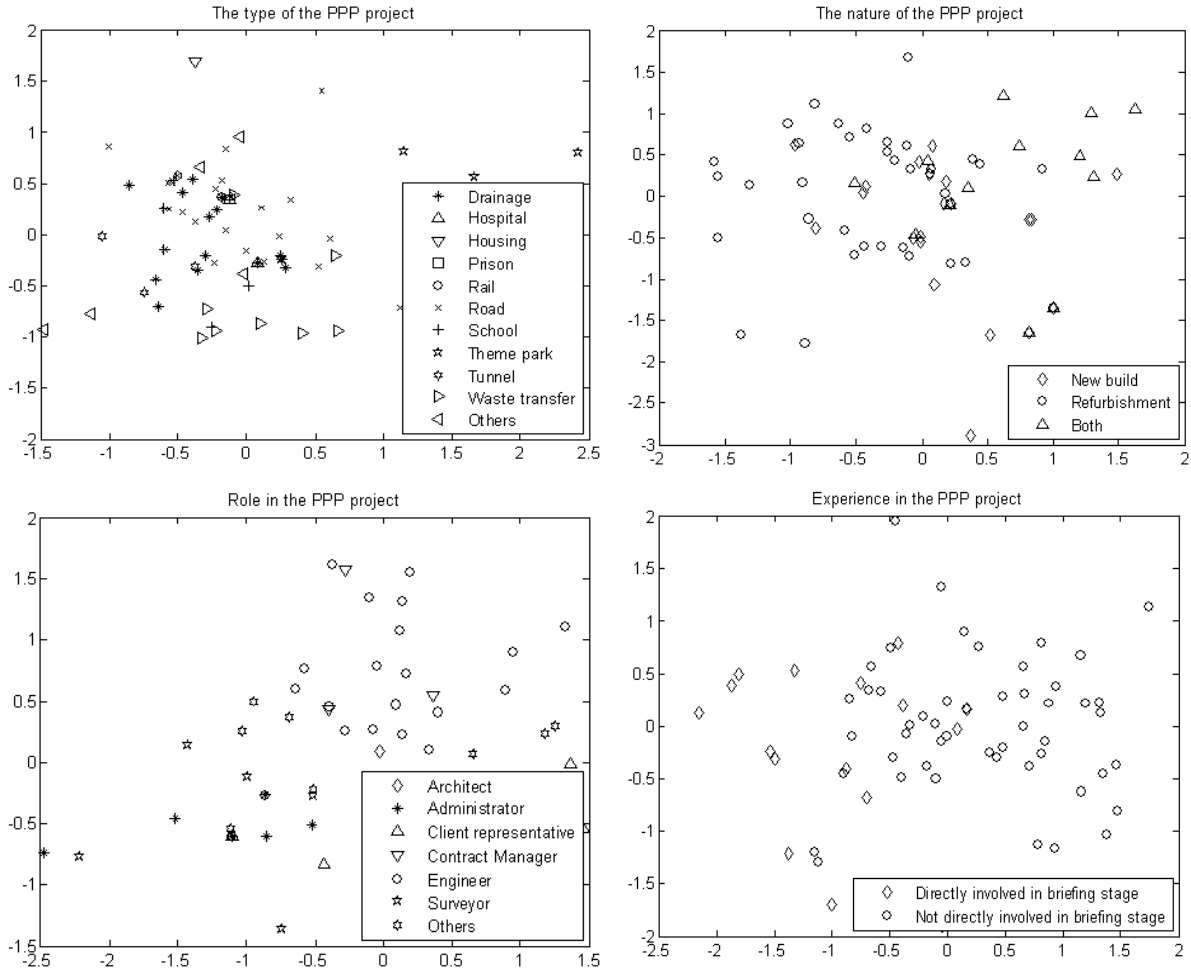 The type of the PPP project
2
1.5
1
0.5
0
-0.5
-1
-1.5
-2
-1.5 -1 -0.5 0 0.5 1 1.5 2 2.5
Drainage
Hospital
Housing
Prison
Rail
Road
School
Theme park
Tunnel
Waste transfer
Others
The nature of the PPP project
2
1.5
1
0.5
0
-0.5
-1
-1.5
-2
-2.5
-3
-2 -1.5 -1 -0.5 0 0.5 1 1.5 2
New build
Refurbishment
Both
Role in the PPP project
2
1.5
1
0.5
0
-0.5
-1
-1.5
-2.5 -2 -1.5 -1 -0.5 0 0.5 1 1.5
Architect
Administrator
Client representative
Contract Manager
Engineer
Surveyor
Others
Experience in the PPP project
2
1.5
1
0.5
0
-0.5
-1
-1.5
-2
-2.5 -2 -1.5 -1 -0.5 0 0.5 1 1.5 2
Directly involved in briefing stage
Not directly involved in briefing stage